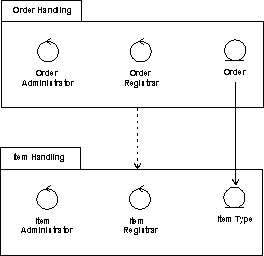 Order Handling
Order Order Order
Administrator Registrar
Item Handling
Item Item Item Type
Administrator Registrar